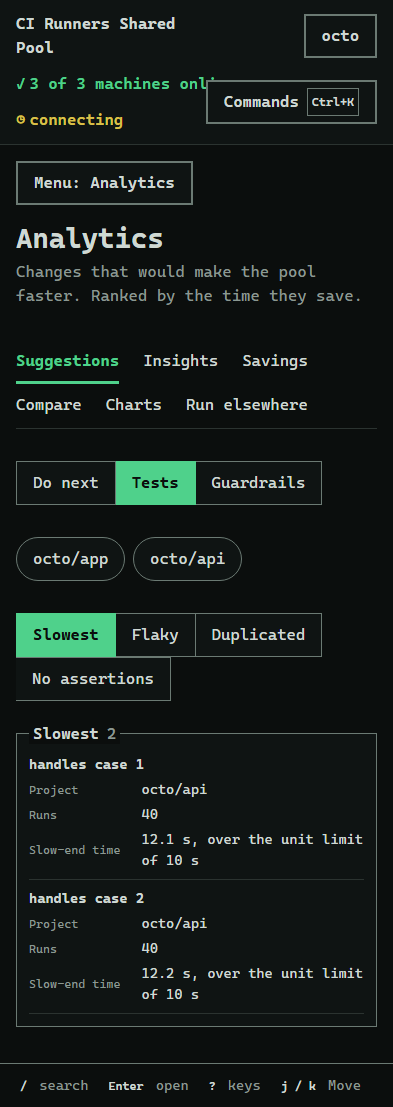 CI Runners Shared
Pool
octo
√ 3 of 3 machines
Commands Ctrl+K
connecting
Menu: Analytics
Analytics
Changes that would make the pool
faster. Ranked by the time they save.
Suggestions Insights Savings
Compare Charts Run elsewhere
Do next Tests Guardrails
octo/app octo/api
Slowest Flaky Duplicated
No assertions
Slowest 2
handles case 1
Project octo/api
Runs 40
Slow-end time 12.1 s, over the unit limit
of 10 s
handles case 2
Project octo/api
Runs 40
Slow-end time 12.2 s, over the unit limit
of 10 s
/ search Enter open ? keys j / k Move